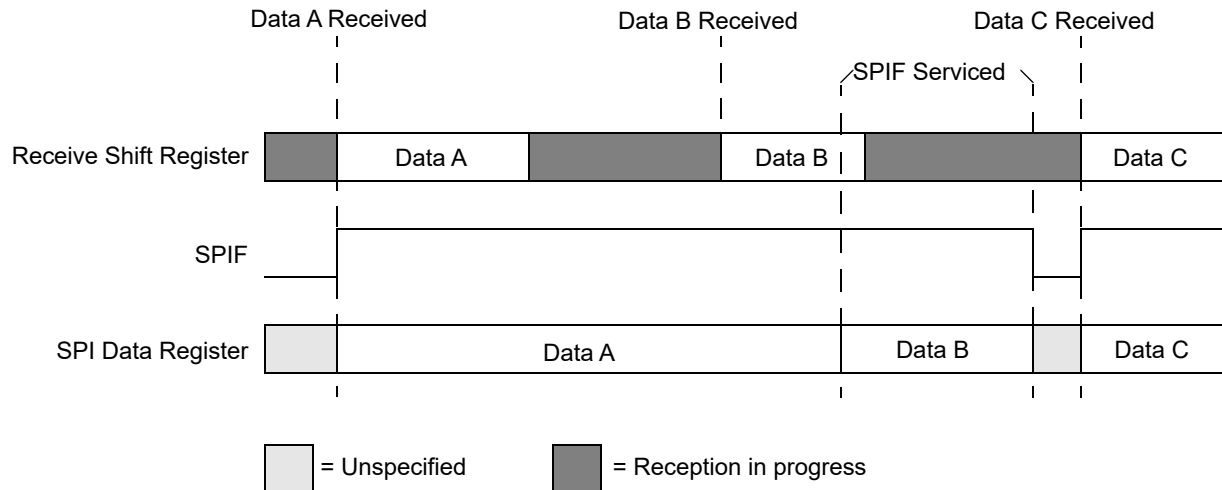 Data A Received
Data B Received
Data C Received
SPIF Serviced
Receive Shift Register
Data A
Data B
Data C
SPIF
SPI Data Register
Data A
Data B
Data C
= Unspecified
= Reception in progress